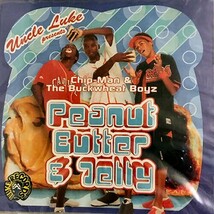 Uncle Luke
presents
Chip-Man &
The Buckwheat Boyz
Peanut
Butter
& Jelly